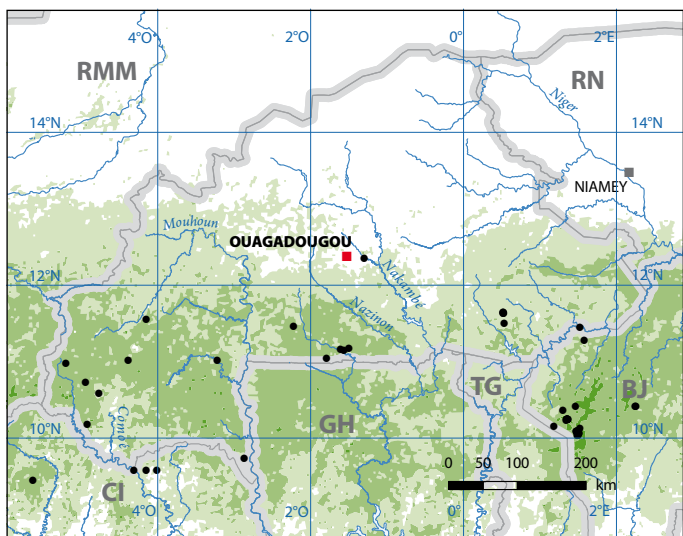 4°O
2°O
0°
2°E
RMM
RN
Niger
14°N
14°N
NIAMEY
Mouhoun
OUAGADOUGOU
Nakambé
12°N
12°N
Nazinon
TG
BJ
GH
Comoé
10°N
10°N
0 50 100 200
km
CI
4°O
2°O
0°
2°E